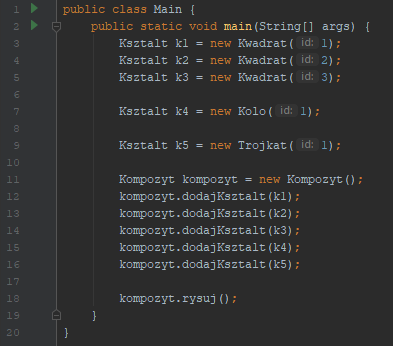 1 public class Main {
2 public static void main(String[] args) {
3 Ksztalt k1 = new Kwadrat( id: 1);
4 Ksztalt k2 = new Kwadrat( id: 2);
5 Ksztalt k3 = new Kwadrat( id: 3);
6
7 Ksztalt k4 = new Kolo( id: 1);
8
9 Ksztalt k5 = new Trojkat( id: 1);
10
11 Kompozyt kompozyt = new Kompozyt();
12 kompozyt.dodajKsztalt(k1);
13 kompozyt.dodajKsztalt(k2);
14 kompozyt.dodajKsztalt(k3);
15 kompozyt.dodajKsztalt(k4);
16 kompozyt.dodajKsztalt(k5);
17
18 kompozyt.rysuj();
19 }
20 }